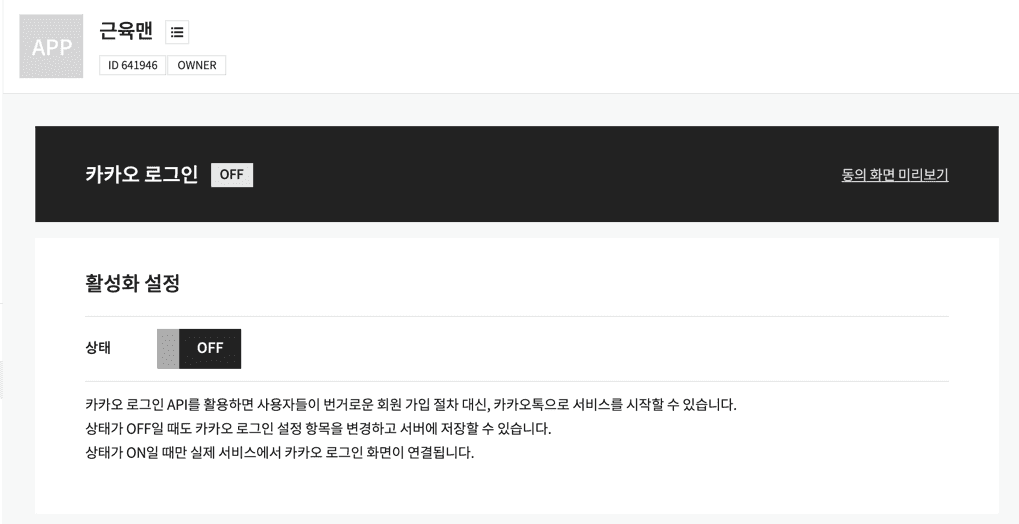 APP
근육맨
ID 641946 OWNER
카카오 로그인 OFF
동의 화면 미리보기
활성화 설정
상태 OFF
카카오 로그인 API를 활용하면 사용자들이 번거로운 회원 가입 절차 대신, 카카오톡으로 서비스를 시작할 수 있습니다.
상태가 OFF일 때도 카카오 로그인 설정 항목을 변경하고 서버에 저장할 수 있습니다.
상태가 ON일 때만 실제 서비스에서 카카오 로그인 화면이 연결됩니다.